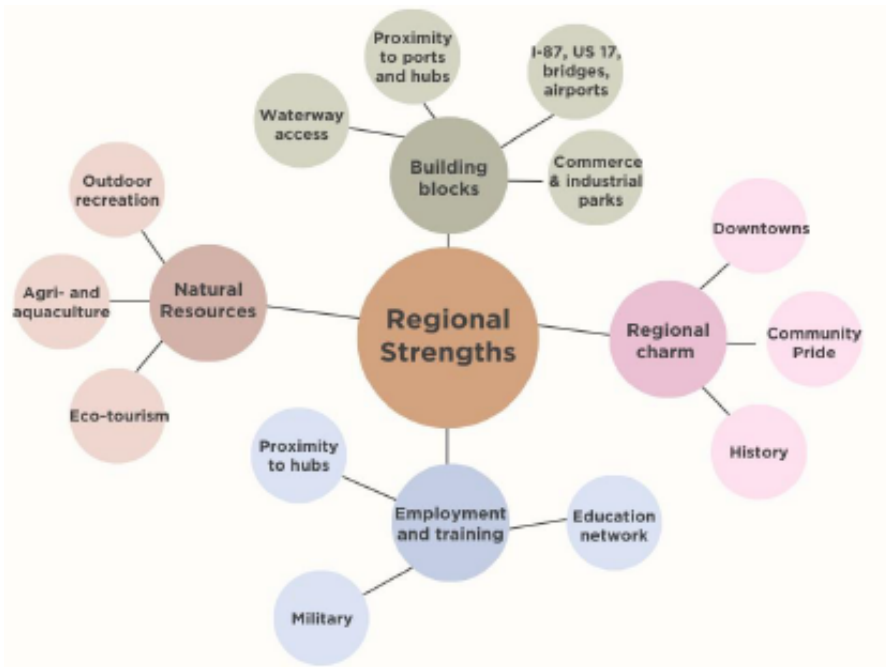 Proximity
to ports
and hubs
I-87, US 17,
bridges,
airports
Waterway
access
Building
blocks
Commerce
& industrial
parks
Outdoor
recreation
Downtowns
Agri- and
aquaculture
Natural
Resources
Regional
Strengths
Regional
charm
Community
Pride
Eco-tourism
History
Proximity
to hubs
Employment
and training
Education
network
Military